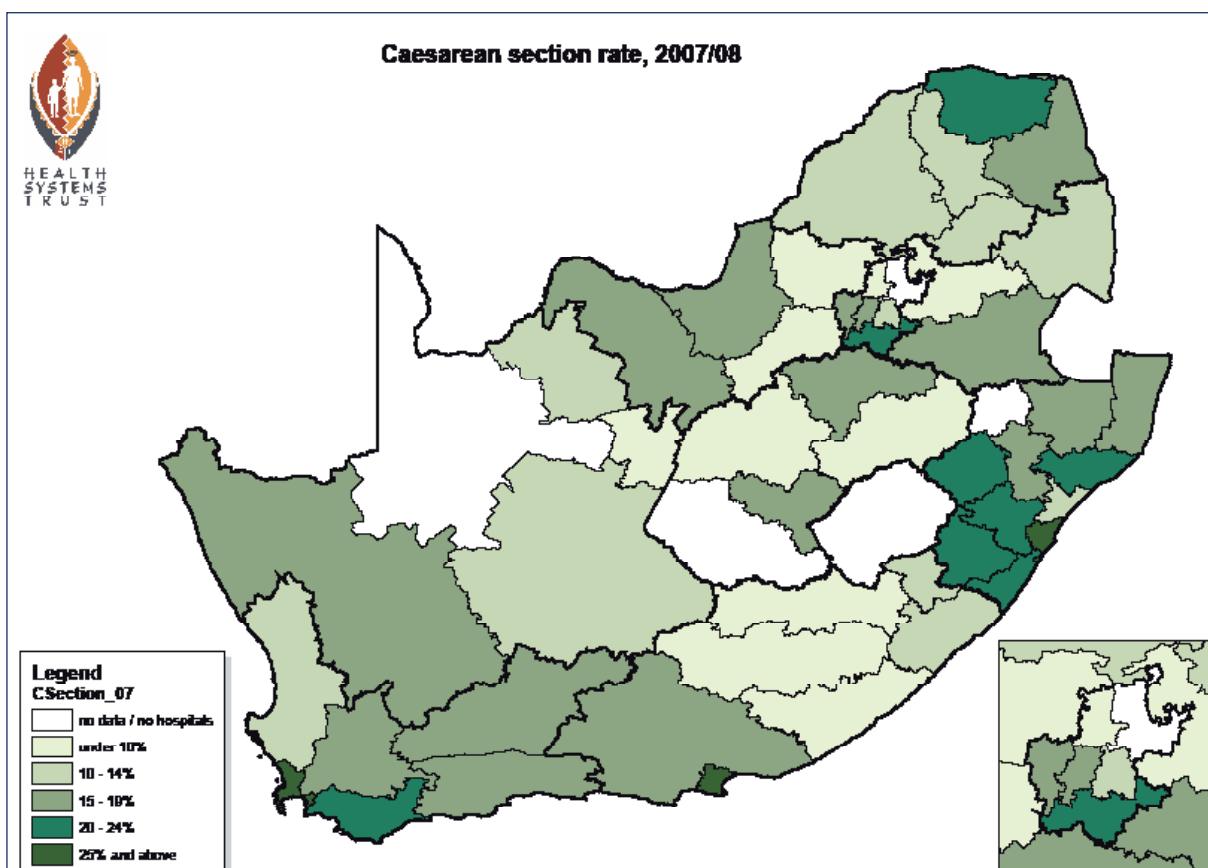 Caesarean section rate, 2007/08
HEALTH
SYSTEMS
TRUST
Legend
CSection_07
no data / no hospitals
under 10%
10 - 14%
15 - 19%
20 - 24%
25% and above